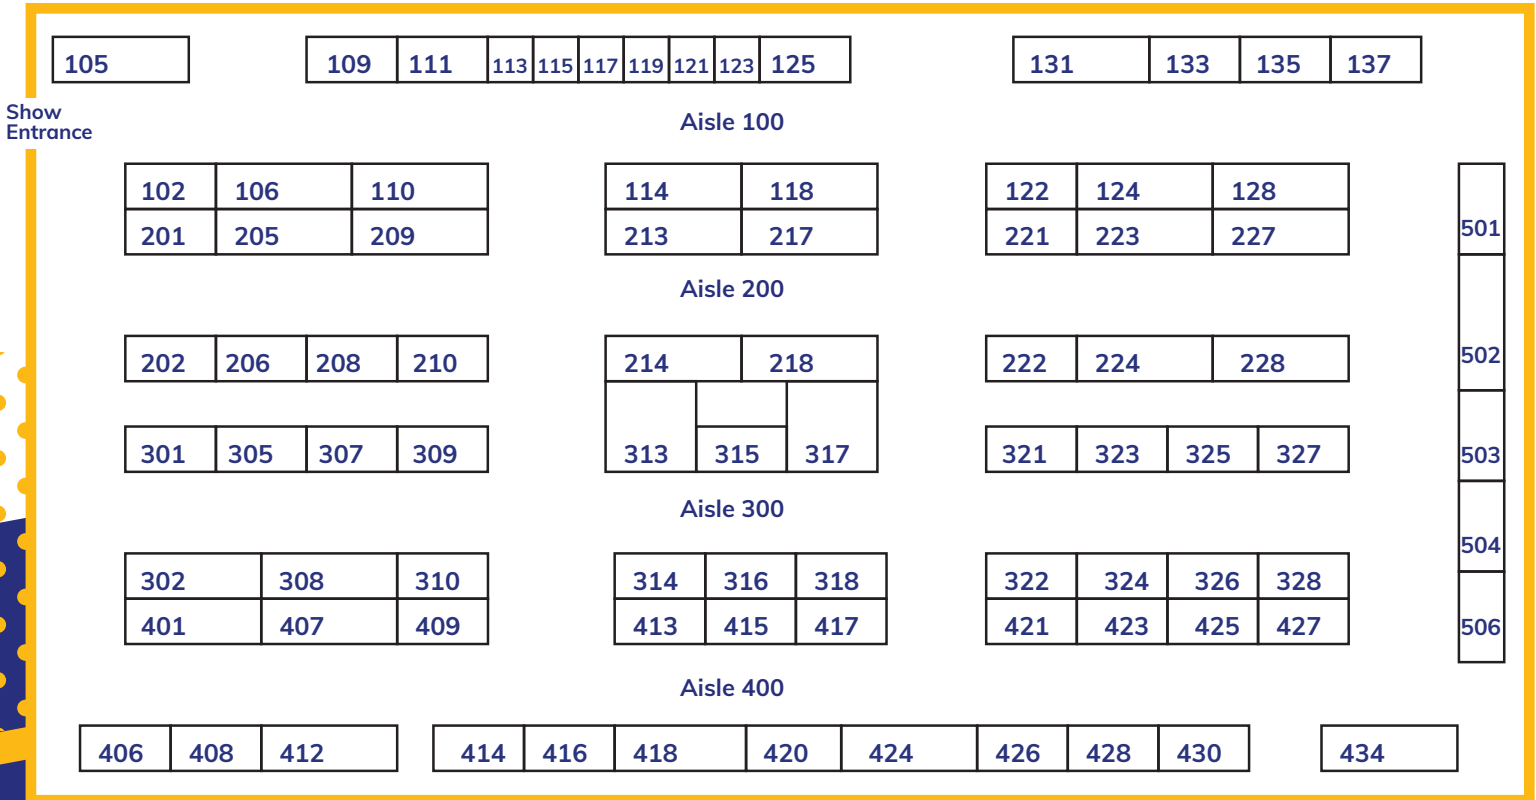 105 109 111 113 115 117 119 121 123 125 131 133 135 137
Show
Entrance
Aisle 100
102 106 110 114 118 122 124 128
201 205 209 213 217 221 223 227
501
Aisle 200
202 206 208 210 214 218 222 224 228
502
301 305 307 309 313 315 317 321 323 325 327
503
Aisle 300
504
302 308 310 314 316 318 322 324 326 328
401 407 409 413 415 417 421 423 425 427
506
Aisle 400
406 408 412 414 416 418 420 424 426 428 430 434